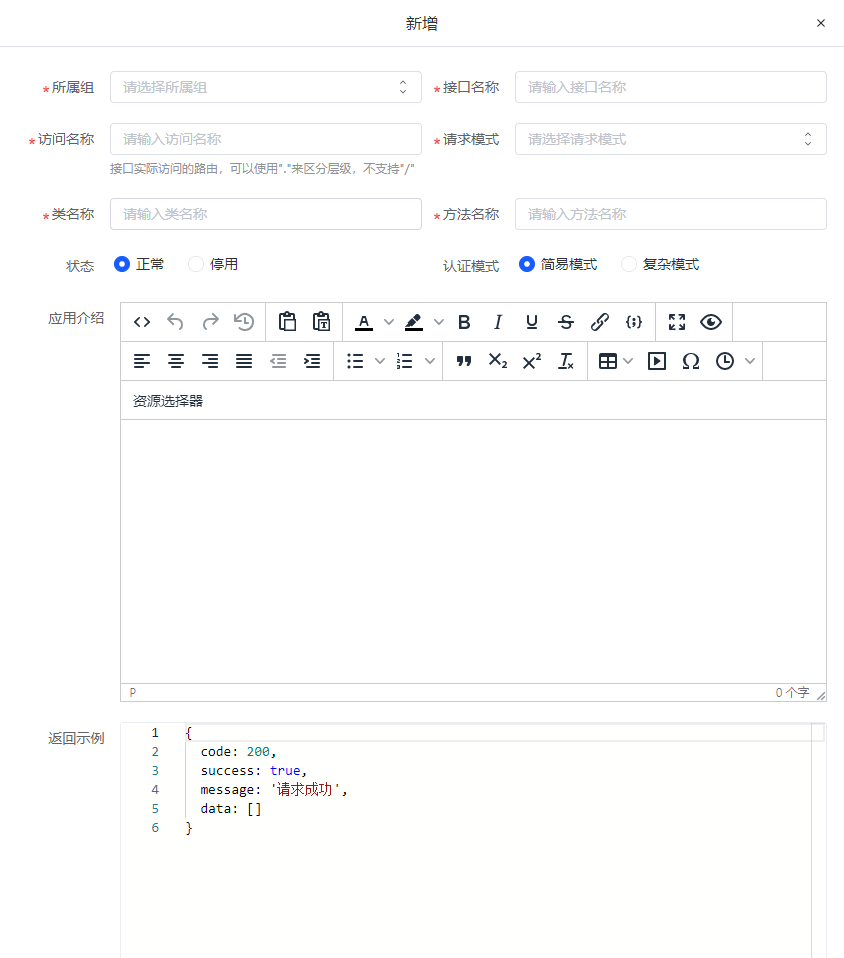 新增
*所属组 请选择所属组 *接口名称 请输入接口名称
*访问名称 请输入访问名称 *请求模式 请选择请求模式
接口实际访问的路由，可以使用"."来区分层级，不支持"/"
*类名称 请输入类名称 *方法名称 请输入方法名称
状态 正常 停用 认证模式 简易模式 复杂模式
应用介绍
资源选择器
P 0 个字
返回示例
1 {
2 code: 200,
3 success: true,
4 message: '请求成功',
5 data: []
6 }